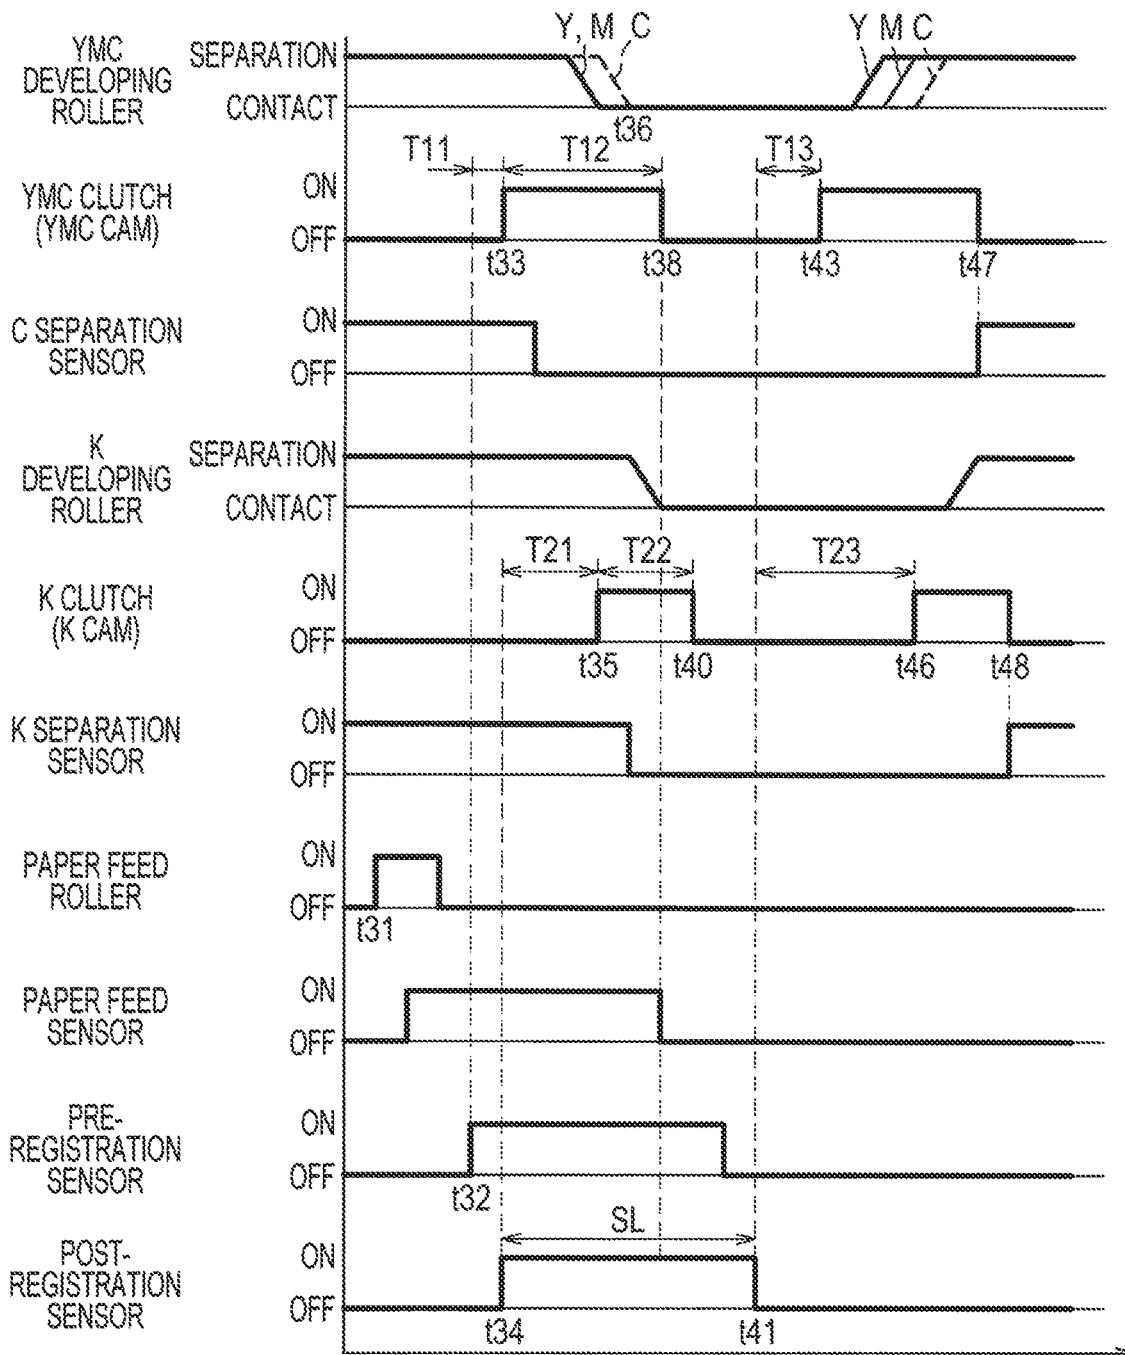 Y, M C
Y M C
YMC
DEVELOPING
ROLLER
SEPARATION
CONTACT
t36
T11
T12
T13
YMC CLUTCH
(YMC CAM)
ON
OFF
t33
t38
t43
t47
C SEPARATION
SENSOR
ON
OFF
K
DEVELOPING
ROLLER
SEPARATION
CONTACT
T21
T22
T23
K CLUTCH
(K CAM)
ON
OFF
t35
t40
t46
t48
K SEPARATION
SENSOR
ON
OFF
PAPER FEED
ROLLER
ON
OFF
t31
PAPER FEED
SENSOR
ON
OFF
PRE-
REGISTRATION
SENSOR
ON
OFF
t32
SL
POST-
REGISTRATION
SENSOR
ON
OFF
t34
t41